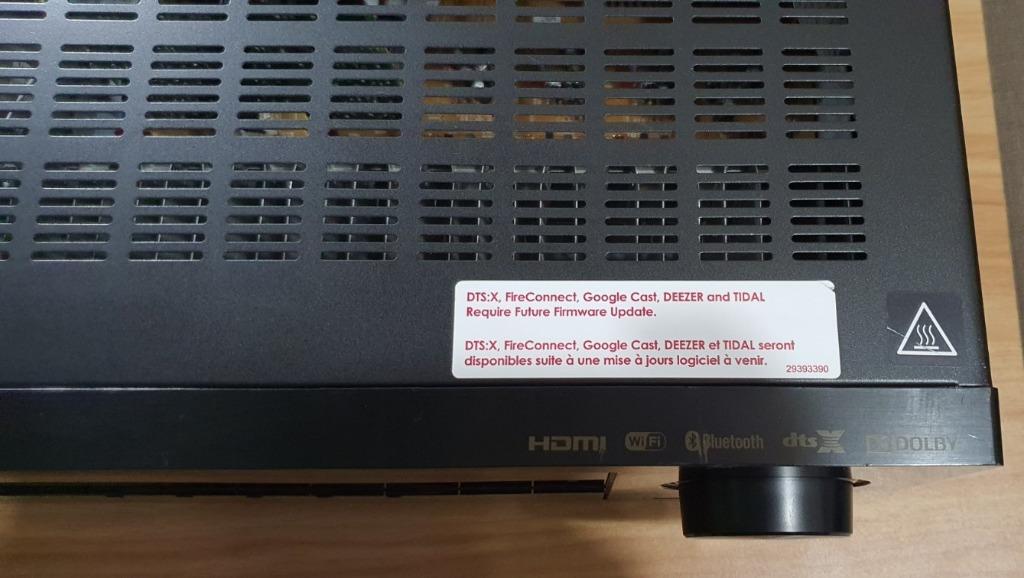 DTS:X, FireConnect, Google Cast, DEEZER and TIDAL
Require Future Firmware Update.
DTS:X, FireConnect, Google Cast, DEEZER et TIDAL seront
disponibles suite à une mise à jours logiciel à venir.
29393390
HDMI WiFi Bluetooth dts X DOLBY